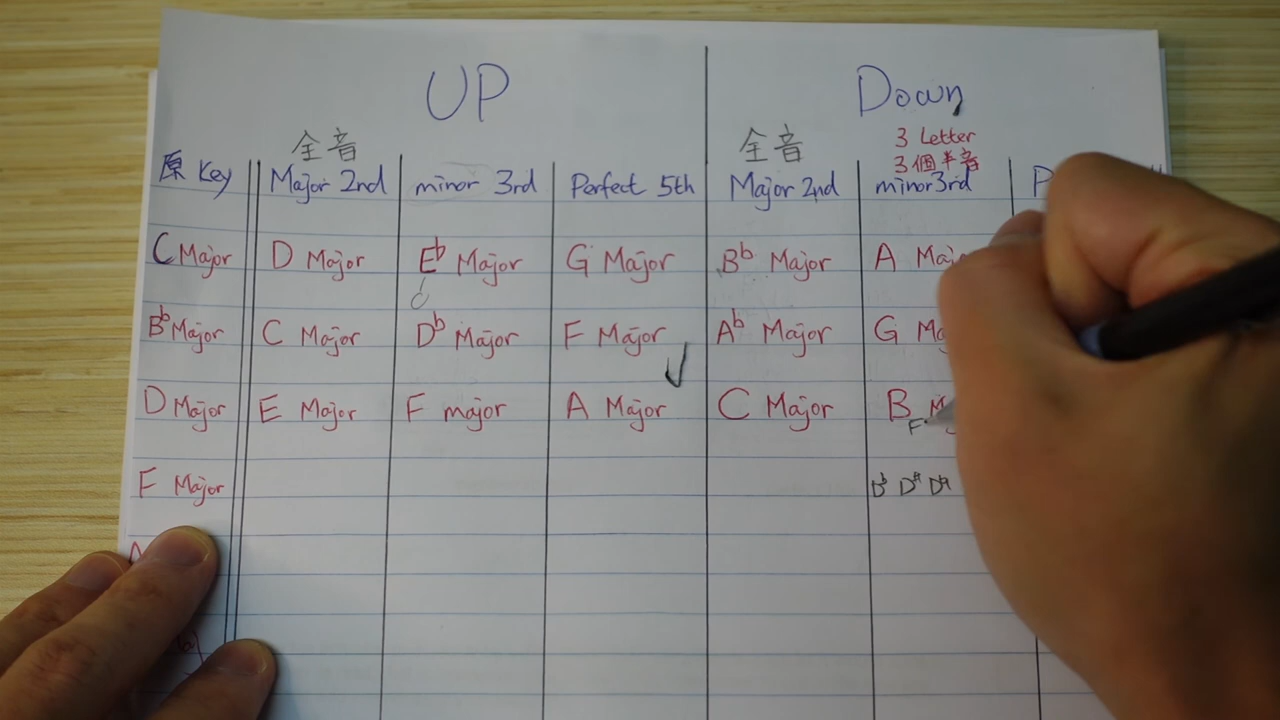 UP Down
全音 全音 3 Letter
3個半音
原 Key Major 2nd minor 3rd Perfect 5th Major 2nd minor 3rd
C Major D Major E♭ Major G Major B♭ Major A
B♭ Major C Major D♭ Major F Major A♭ Major G
D Major E Major F major A Major C Major B
F
F Major D♭ D♮ D♯